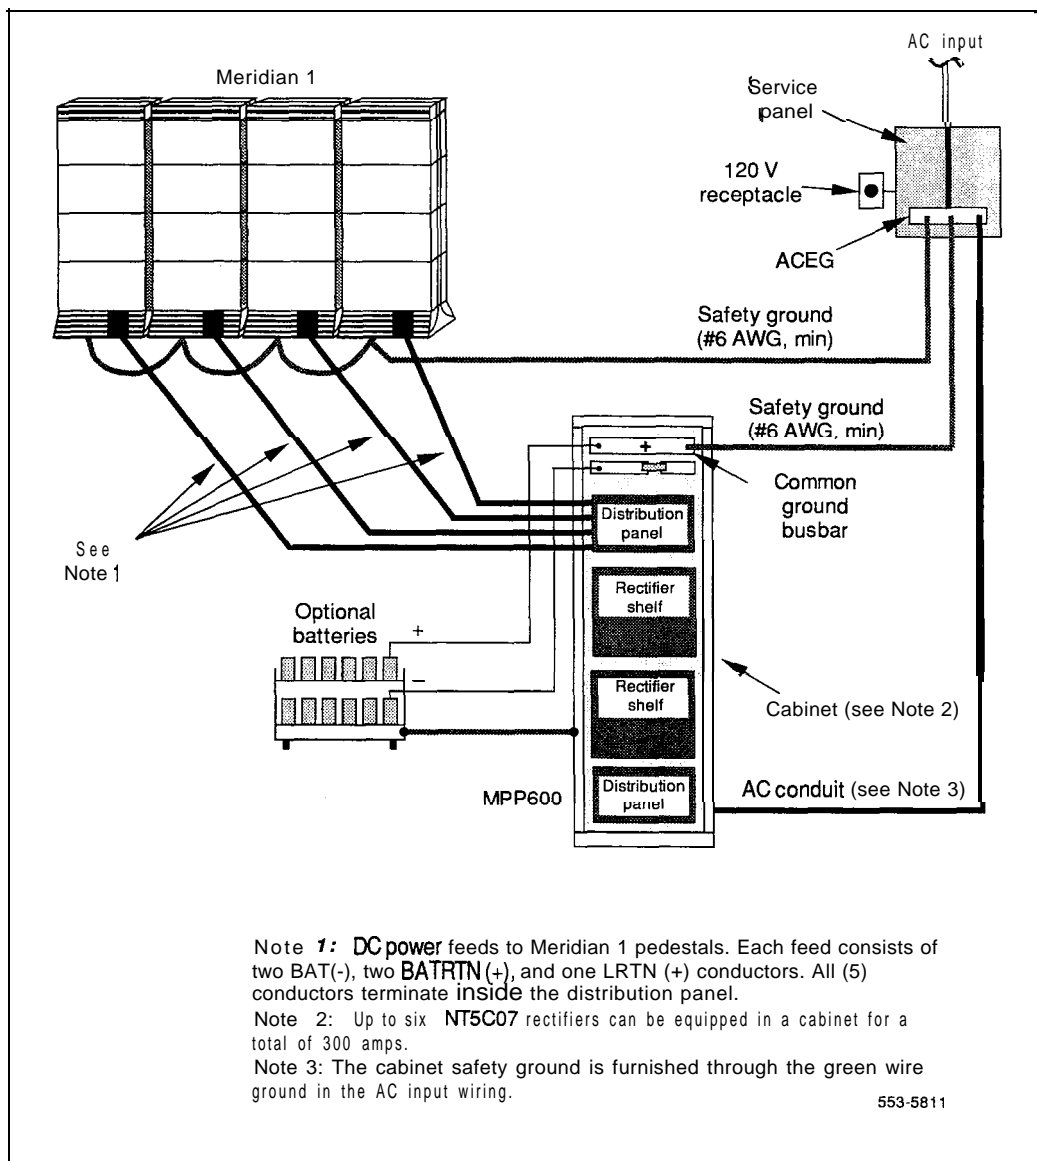 AC input
Meridian 1
Service
panel
120 V
receptacle
ACEG
Safety ground
(#6 AWG, min)
Safety ground
(#6 AWG, min)
+
Common
ground
busbar
Distribution
panel
See
Note 1
Rectifier
shelf
Optional
batteries
+
–
Rectifier
shelf
Cabinet (see Note 2)
MPP600
Distribution
panel
AC conduit (see Note 3)
Note 1: DC power feeds to Meridian 1 pedestals. Each feed consists of
two BAT(-), two BATRTN (+), and one LRTN (+) conductors. All (5)
conductors terminate inside the distribution panel.
Note 2: Up to six NT5C07 rectifiers can be equipped in a cabinet for a
total of 300 amps.
Note 3: The cabinet safety ground is furnished through the green wire
ground in the AC input wiring.
553-5811